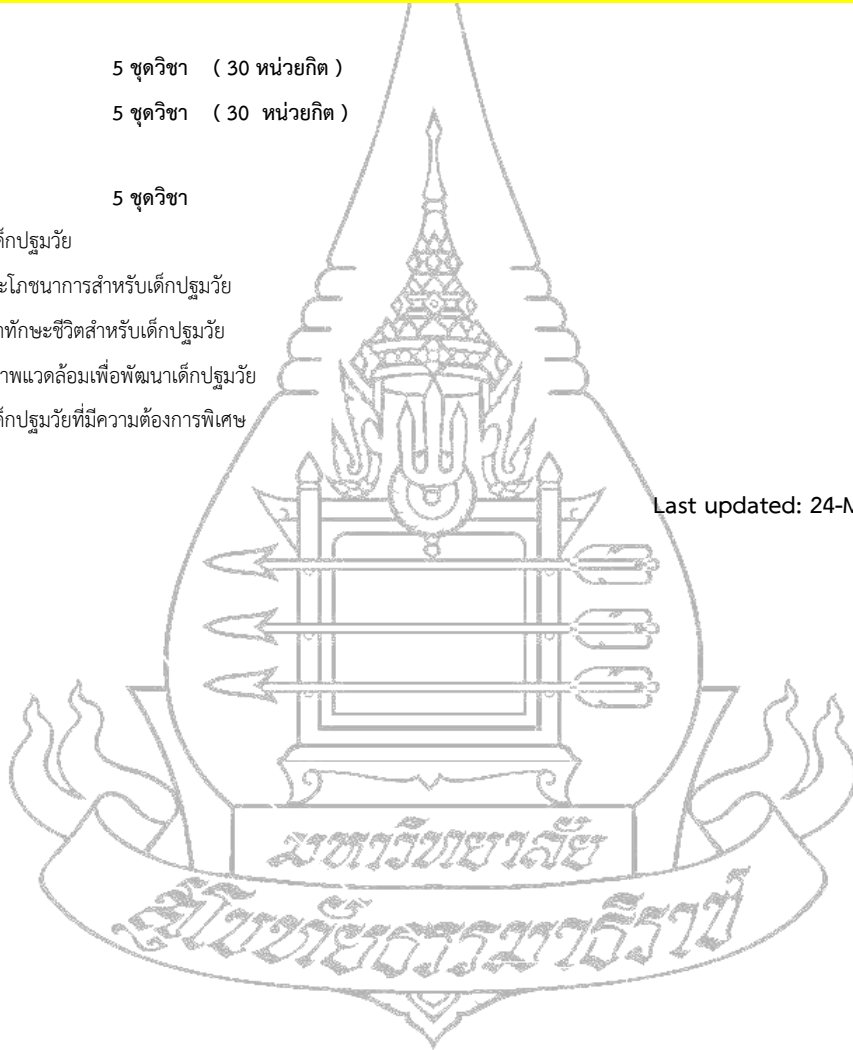 5 ชุดวิชา ( 30 หน่วยกิต )
5 ชุดวิชา ( 30 หน่วยกิต )
5 ชุดวิชา
ด็กปฐมวัย
ะโภชนาการสำหรับเด็กปฐมวัย
ทักษะชีวิตสำหรับเด็กปฐมวัย
าพแวดล้อมเพื่อพัฒนาเด็กปฐมวัย
ด็กปฐมวัยที่มีความต้องการพิเศษ
Last updated: 24-M
มหาวิทยาลัย
สุโขทัยธรรมาธิราช